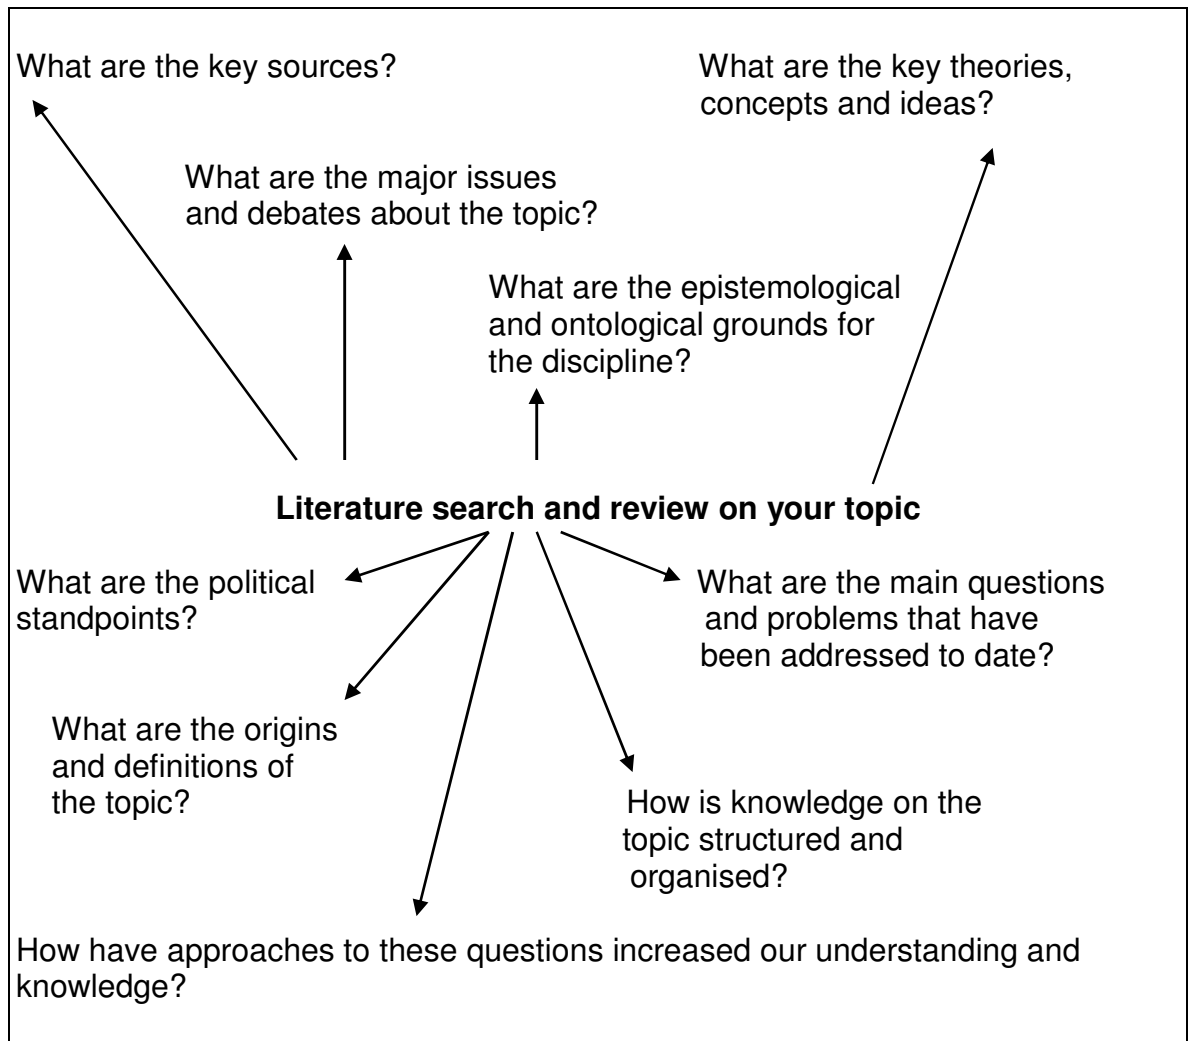 What are the key sources?
What are the key theories,
concepts and ideas?
What are the major issues
and debates about the topic?
What are the epistemological
and ontological grounds for
the discipline?
Literature search and review on your topic
What are the political
standpoints?
What are the main questions
and problems that have
been addressed to date?
What are the origins
and definitions of
the topic?
How is knowledge on the
topic structured and
organised?
How have approaches to these questions increased our understanding and
knowledge?